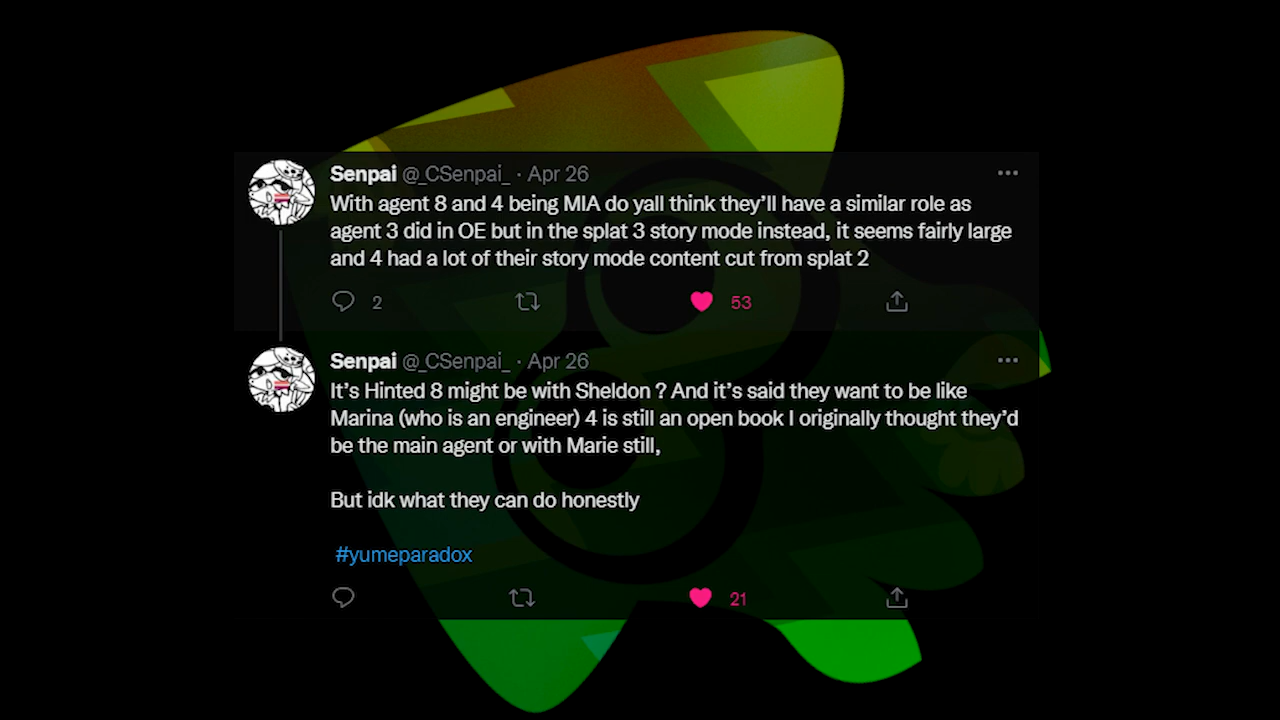 Senpai @_CSenpai_ · Apr 26
With agent 8 and 4 being MIA do yall think they’ll have a similar role as
agent 3 did in OE but in the splat 3 story mode instead, it seems fairly large
and 4 had a lot of their story mode content cut from splat 2
2 53
Senpai @_CSenpai_ · Apr 26
It’s Hinted 8 might be with Sheldon ? And it’s said they want to be like
Marina (who is an engineer) 4 is still an open book I originally thought they’d
be the main agent or with Marie still,
But idk what they can do honestly
#yumeparadox
21